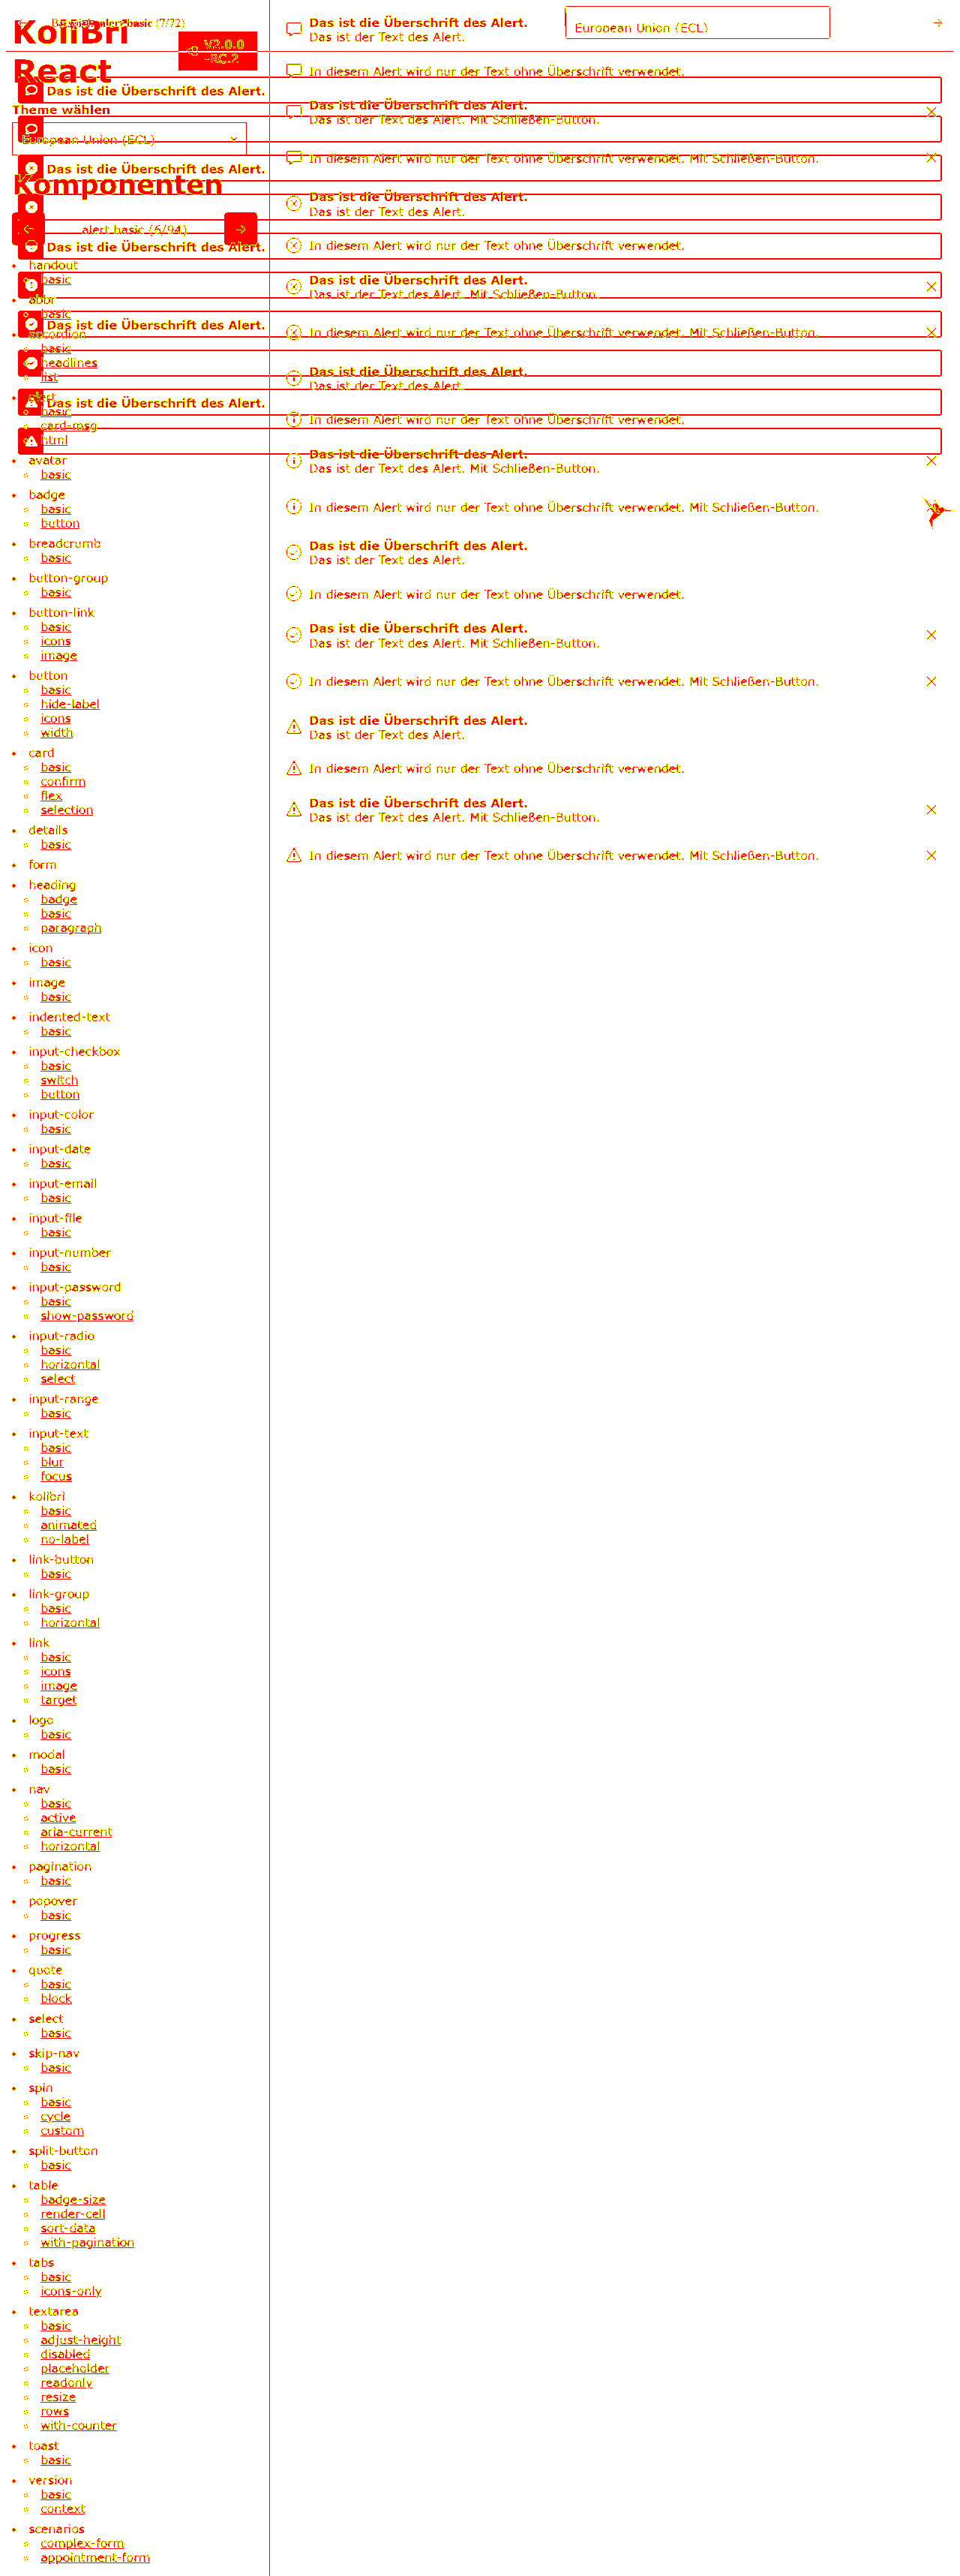 KoliBri
alert basic (7/72)
V2.0.0
-RC.2
React
Theme wählen
European Union (ECL)
Komponenten
alert basic (6/94)
handout
basic
abbr
basic
accordion
basic
headlines
list
alert
basic
card-msg
html
avatar
basic
badge
basic
button
breadcrumb
basic
button-group
basic
button-link
basic
icons
image
button
basic
hide-label
icons
width
card
basic
confirm
flex
selection
details
basic
form
heading
badge
basic
paragraph
icon
basic
image
basic
indented-text
basic
input-checkbox
basic
switch
button
input-color
basic
input-date
basic
input-email
basic
input-file
basic
input-number
basic
input-password
basic
show-password
input-radio
basic
horizontal
select
input-range
basic
input-text
basic
blur
focus
kolibri
basic
animated
no-label
link-button
basic
link-group
basic
horizontal
link
basic
icons
image
target
logo
basic
modal
basic
nav
basic
active
aria-current
horizontal
pagination
basic
popover
basic
progress
basic
quote
basic
block
select
basic
skip-nav
basic
spin
basic
cycle
custom
split-button
basic
table
badge-size
render-cell
sort-data
with-pagination
tabs
basic
icons-only
textarea
basic
adjust-height
disabled
placeholder
readonly
resize
rows
with-counter
toast
basic
version
basic
context
scenarios
complex-form
appointment-form
Das ist die Überschrift des Alert.
Das ist die Überschrift des Alert.
Das ist die Überschrift des Alert.
Das ist die Überschrift des Alert.
Das ist die Überschrift des Alert.
European Union (ECL)
Das ist die Überschrift des Alert.
Das ist der Text des Alert.
In diesem Alert wird nur der Text ohne Überschrift verwendet.
Das ist die Überschrift des Alert.
Das ist der Text des Alert. Mit Schließen-Button.
In diesem Alert wird nur der Text ohne Überschrift verwendet. Mit Schließen-Button.
Das ist die Überschrift des Alert.
Das ist der Text des Alert.
In diesem Alert wird nur der Text ohne Überschrift verwendet.
Das ist die Überschrift des Alert.
Das ist der Text des Alert. Mit Schließen-Button.
In diesem Alert wird nur der Text ohne Überschrift verwendet. Mit Schließen-Button.
Das ist die Überschrift des Alert.
Das ist der Text des Alert.
In diesem Alert wird nur der Text ohne Überschrift verwendet.
Das ist die Überschrift des Alert.
Das ist der Text des Alert. Mit Schließen-Button.
In diesem Alert wird nur der Text ohne Überschrift verwendet. Mit Schließen-Button.
Das ist die Überschrift des Alert.
Das ist der Text des Alert.
In diesem Alert wird nur der Text ohne Überschrift verwendet.
Das ist die Überschrift des Alert.
Das ist der Text des Alert. Mit Schließen-Button.
In diesem Alert wird nur der Text ohne Überschrift verwendet. Mit Schließen-Button.
Das ist die Überschrift des Alert.
Das ist der Text des Alert.
In diesem Alert wird nur der Text ohne Überschrift verwendet.
Das ist die Überschrift des Alert.
Das ist der Text des Alert. Mit Schließen-Button.
In diesem Alert wird nur der Text ohne Überschrift verwendet. Mit Schließen-Button.